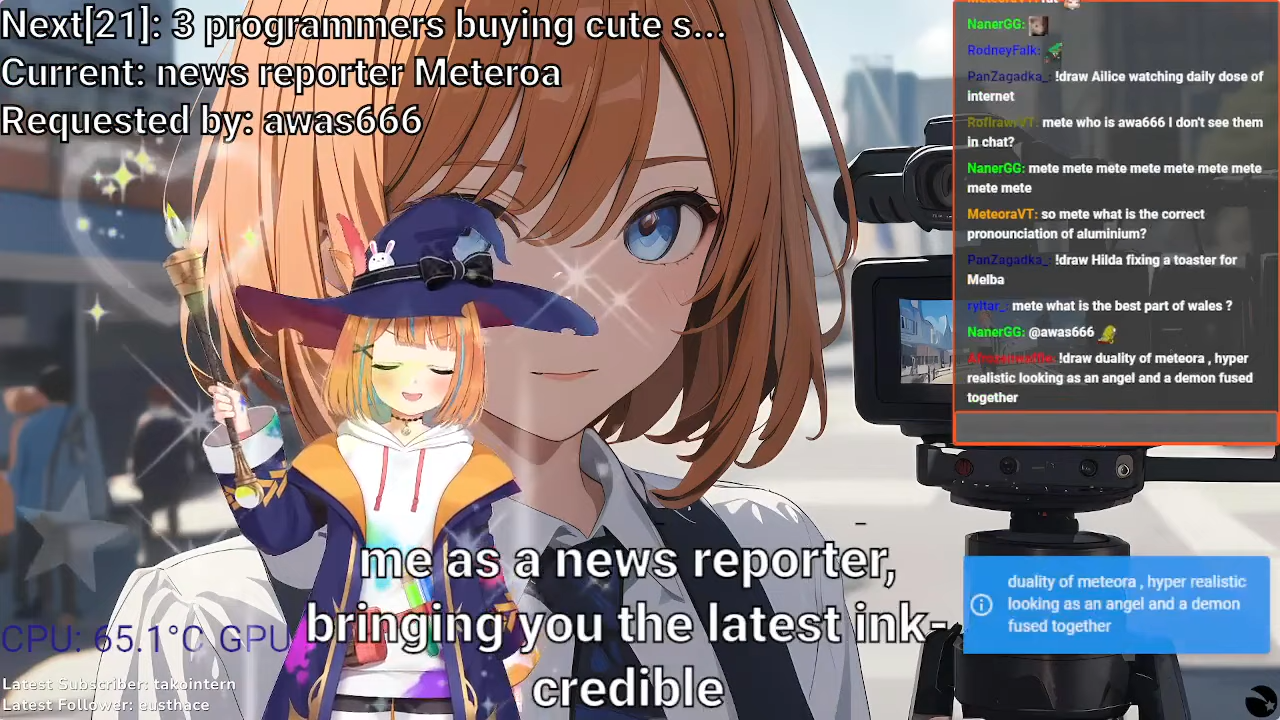 Next[21]: 3 programmers buying cute s...
Current: news reporter Meteroa
Requested by: awas666
NanerGG:
RodneyFalk:
PanZagadka_: !draw Ailice watching daily dose of
internet
mete who is awa666 I don't see them
in chat?
NanerGG: mete mete mete mete mete mete mete
mete mete
MeteoraVT: so mete what is the correct
pronounciation of aluminium?
PanZagadka_: !draw Hilda fixing a toaster for
Melba
ryltar_: mete what is the best part of wales ?
NanerGG: @awas666
!draw duality of meteora , hyper
realistic looking as an angel and a demon fused
together
me as a news reporter,
bringing you the latest ink-
credible
duality of meteora , hyper realistic
looking as an angel and a demon
fused together
CPU: 65.1°C GPU
Latest Subscriber: takointern
Latest Follower: eusthace